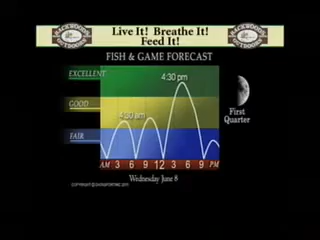 Live It! Breathe It!
Feed It!
FISH & GAME FORECAST
EXCELLENT
4:30 pm
GOOD
4:30 am
First
Quarter
FAIR
AM 3 6 9 12 3 6 9 PM
Wednesday June 8